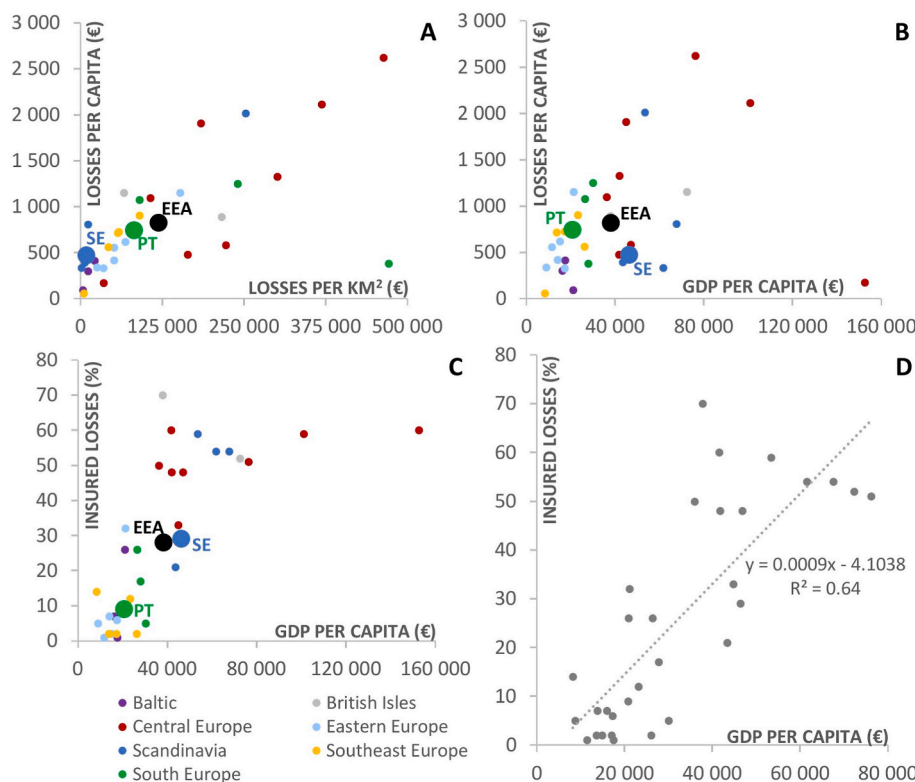 A
3 000
2 500
2 000
1 500
1 000
500
0
LOSSES PER CAPITA (€)
SE
PT
EEA
LOSSES PER KM²  (€)
0
125 000
250 000
375 000
500 000
B
3 000
2 500
2 000
1 500
1 000
500
0
LOSSES PER CAPITA (€)
PT
EEA
SE
GDP PER CAPITA (€)
0
40 000
80 000
120 000
160 000
C
80
70
60
50
40
30
20
10
0
INSURED LOSSES (%)
EEA
SE
PT
GDP PER CAPITA (€)
0
40 000
80 000
120 000
160 000
Baltic
British Isles
Central Europe
Eastern Europe
Scandinavia
Southeast Europe
South Europe
D
80
70
60
50
40
30
20
10
0
INSURED LOSSES (%)
y = 0.0009x - 4.1038
R² = 0.64
GDP PER CAPITA (€)
0
20 000
40 000
60 000
80 000